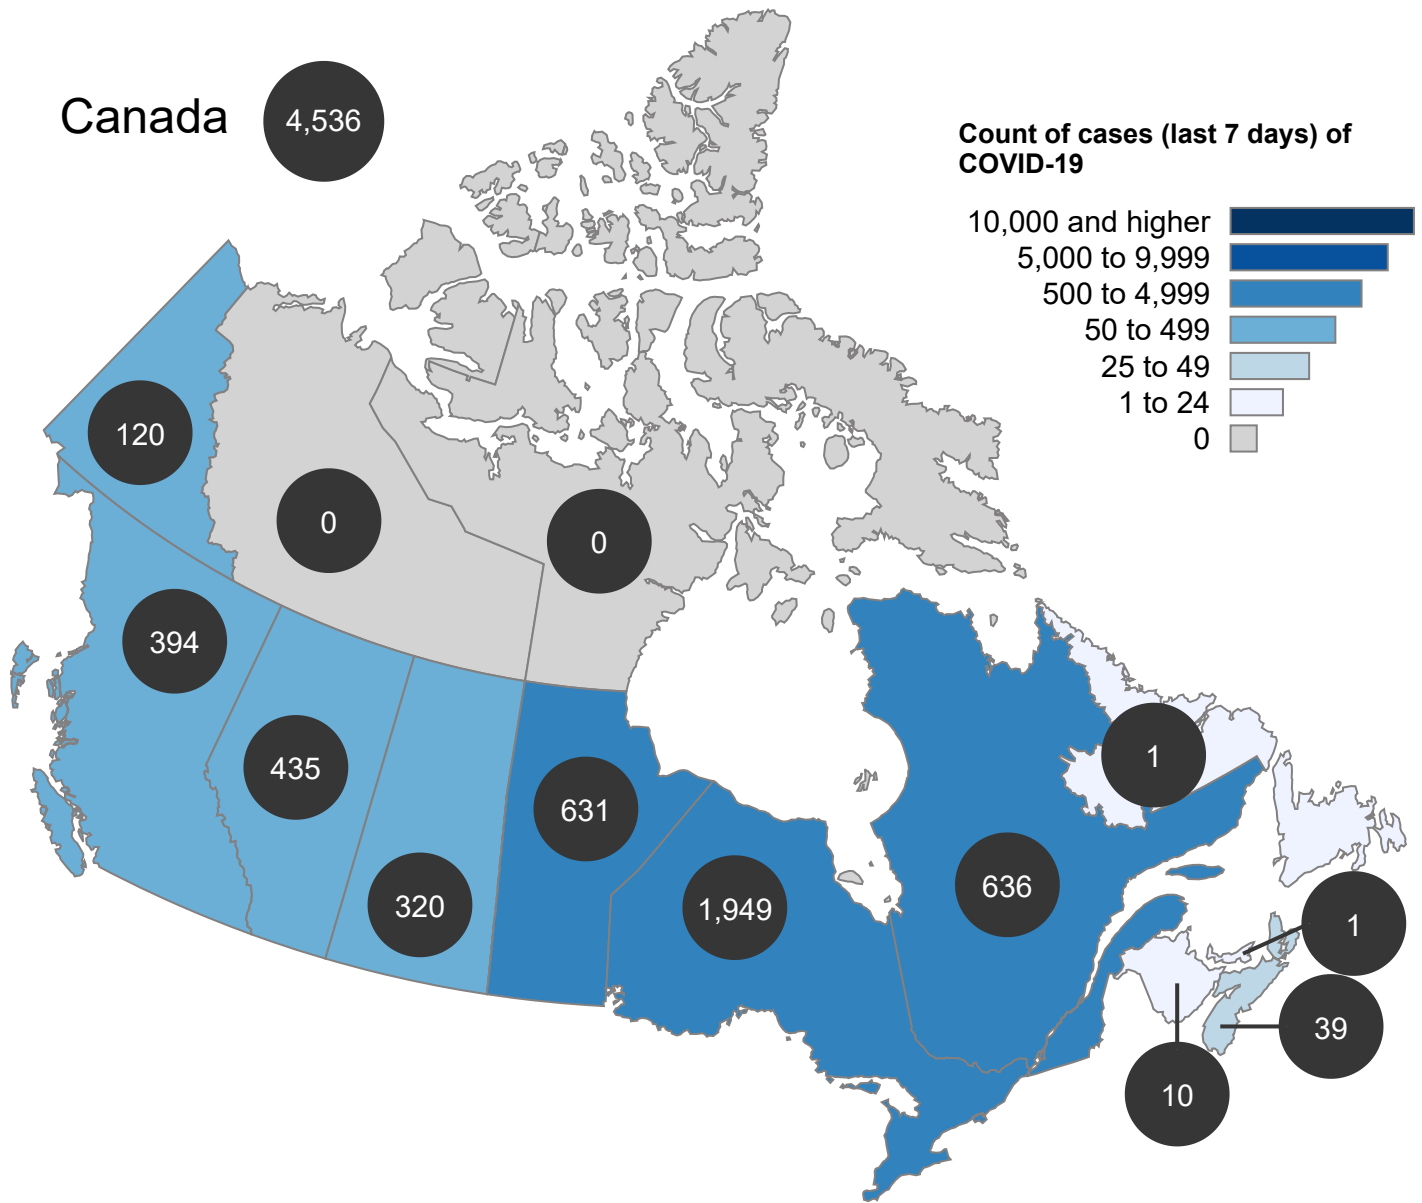 Canada
4,536
Count of cases (last 7 days) of
COVID-19
10,000 and higher
5,000 to 9,999
500 to 4,999
50 to 499
25 to 49
1 to 24
0
120
0
0
394
435
320
631
1,949
636
1
1
39
10